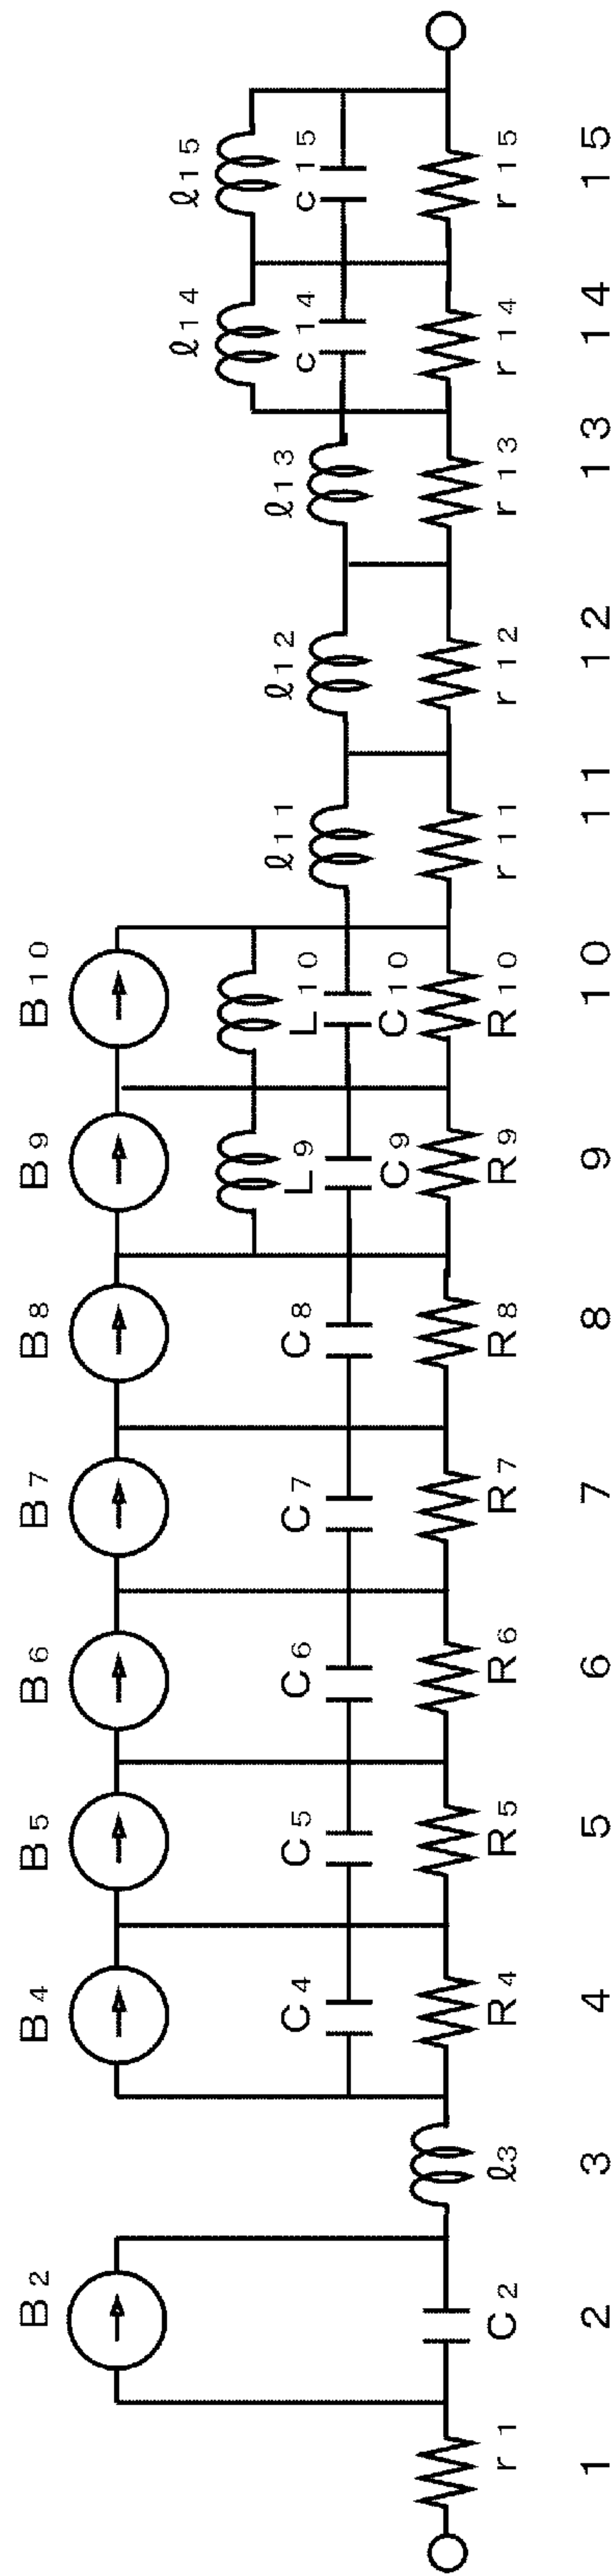 B2 B4 B5 B6 B7 B8 B9 B10
ℓ14 ℓ15
ℓ11 ℓ12 ℓ13
C4 C5 C6 C7 C8 L9 L10 c14 c15
C9 C10
r1 C2 ℓ3 R4 R5 R6 R7 R8 R9 R10 r11 r12 r13 r14 r15
1 2 3 4 5 6 7 8 9 10 11 12 13 14 15